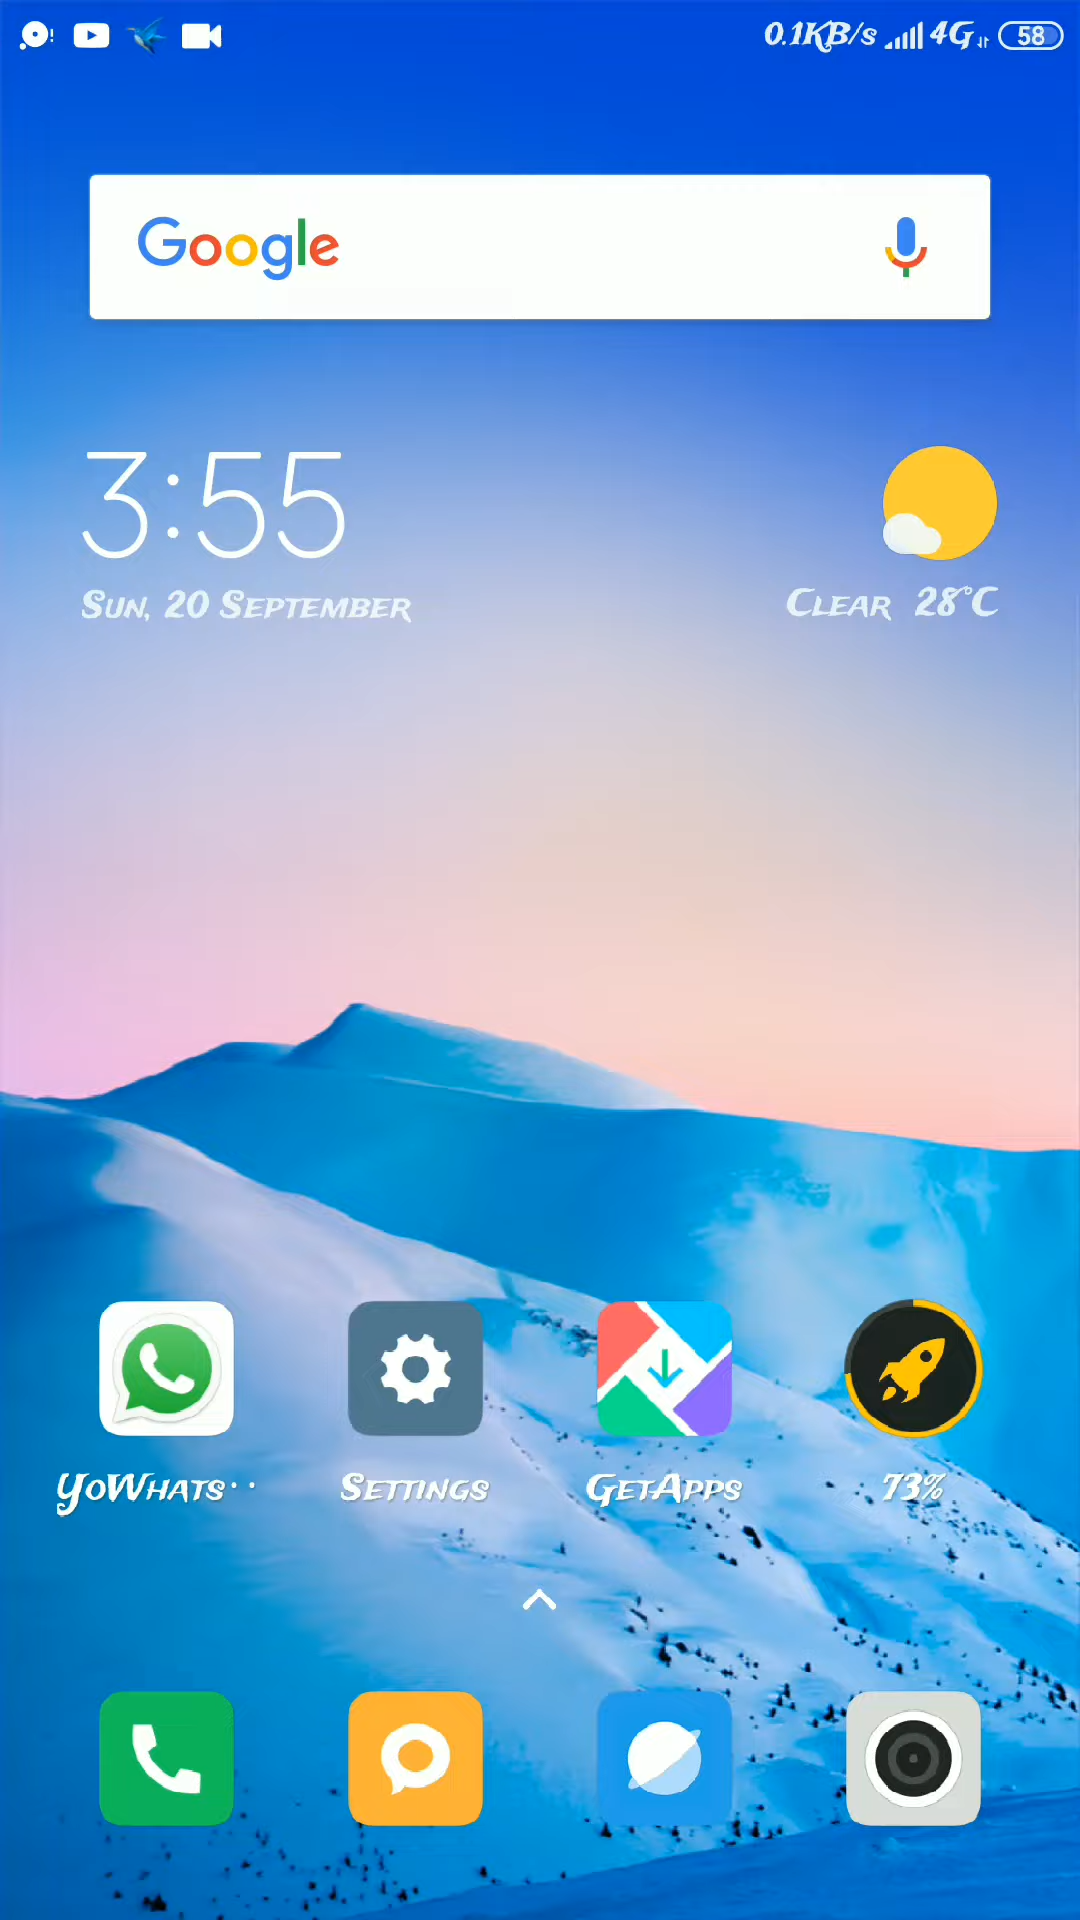 0.1KB/s 4G 58
Google
3:55
Sun, 20 September
Clear 28°C
YoWhats··
Settings
GetApps
73%